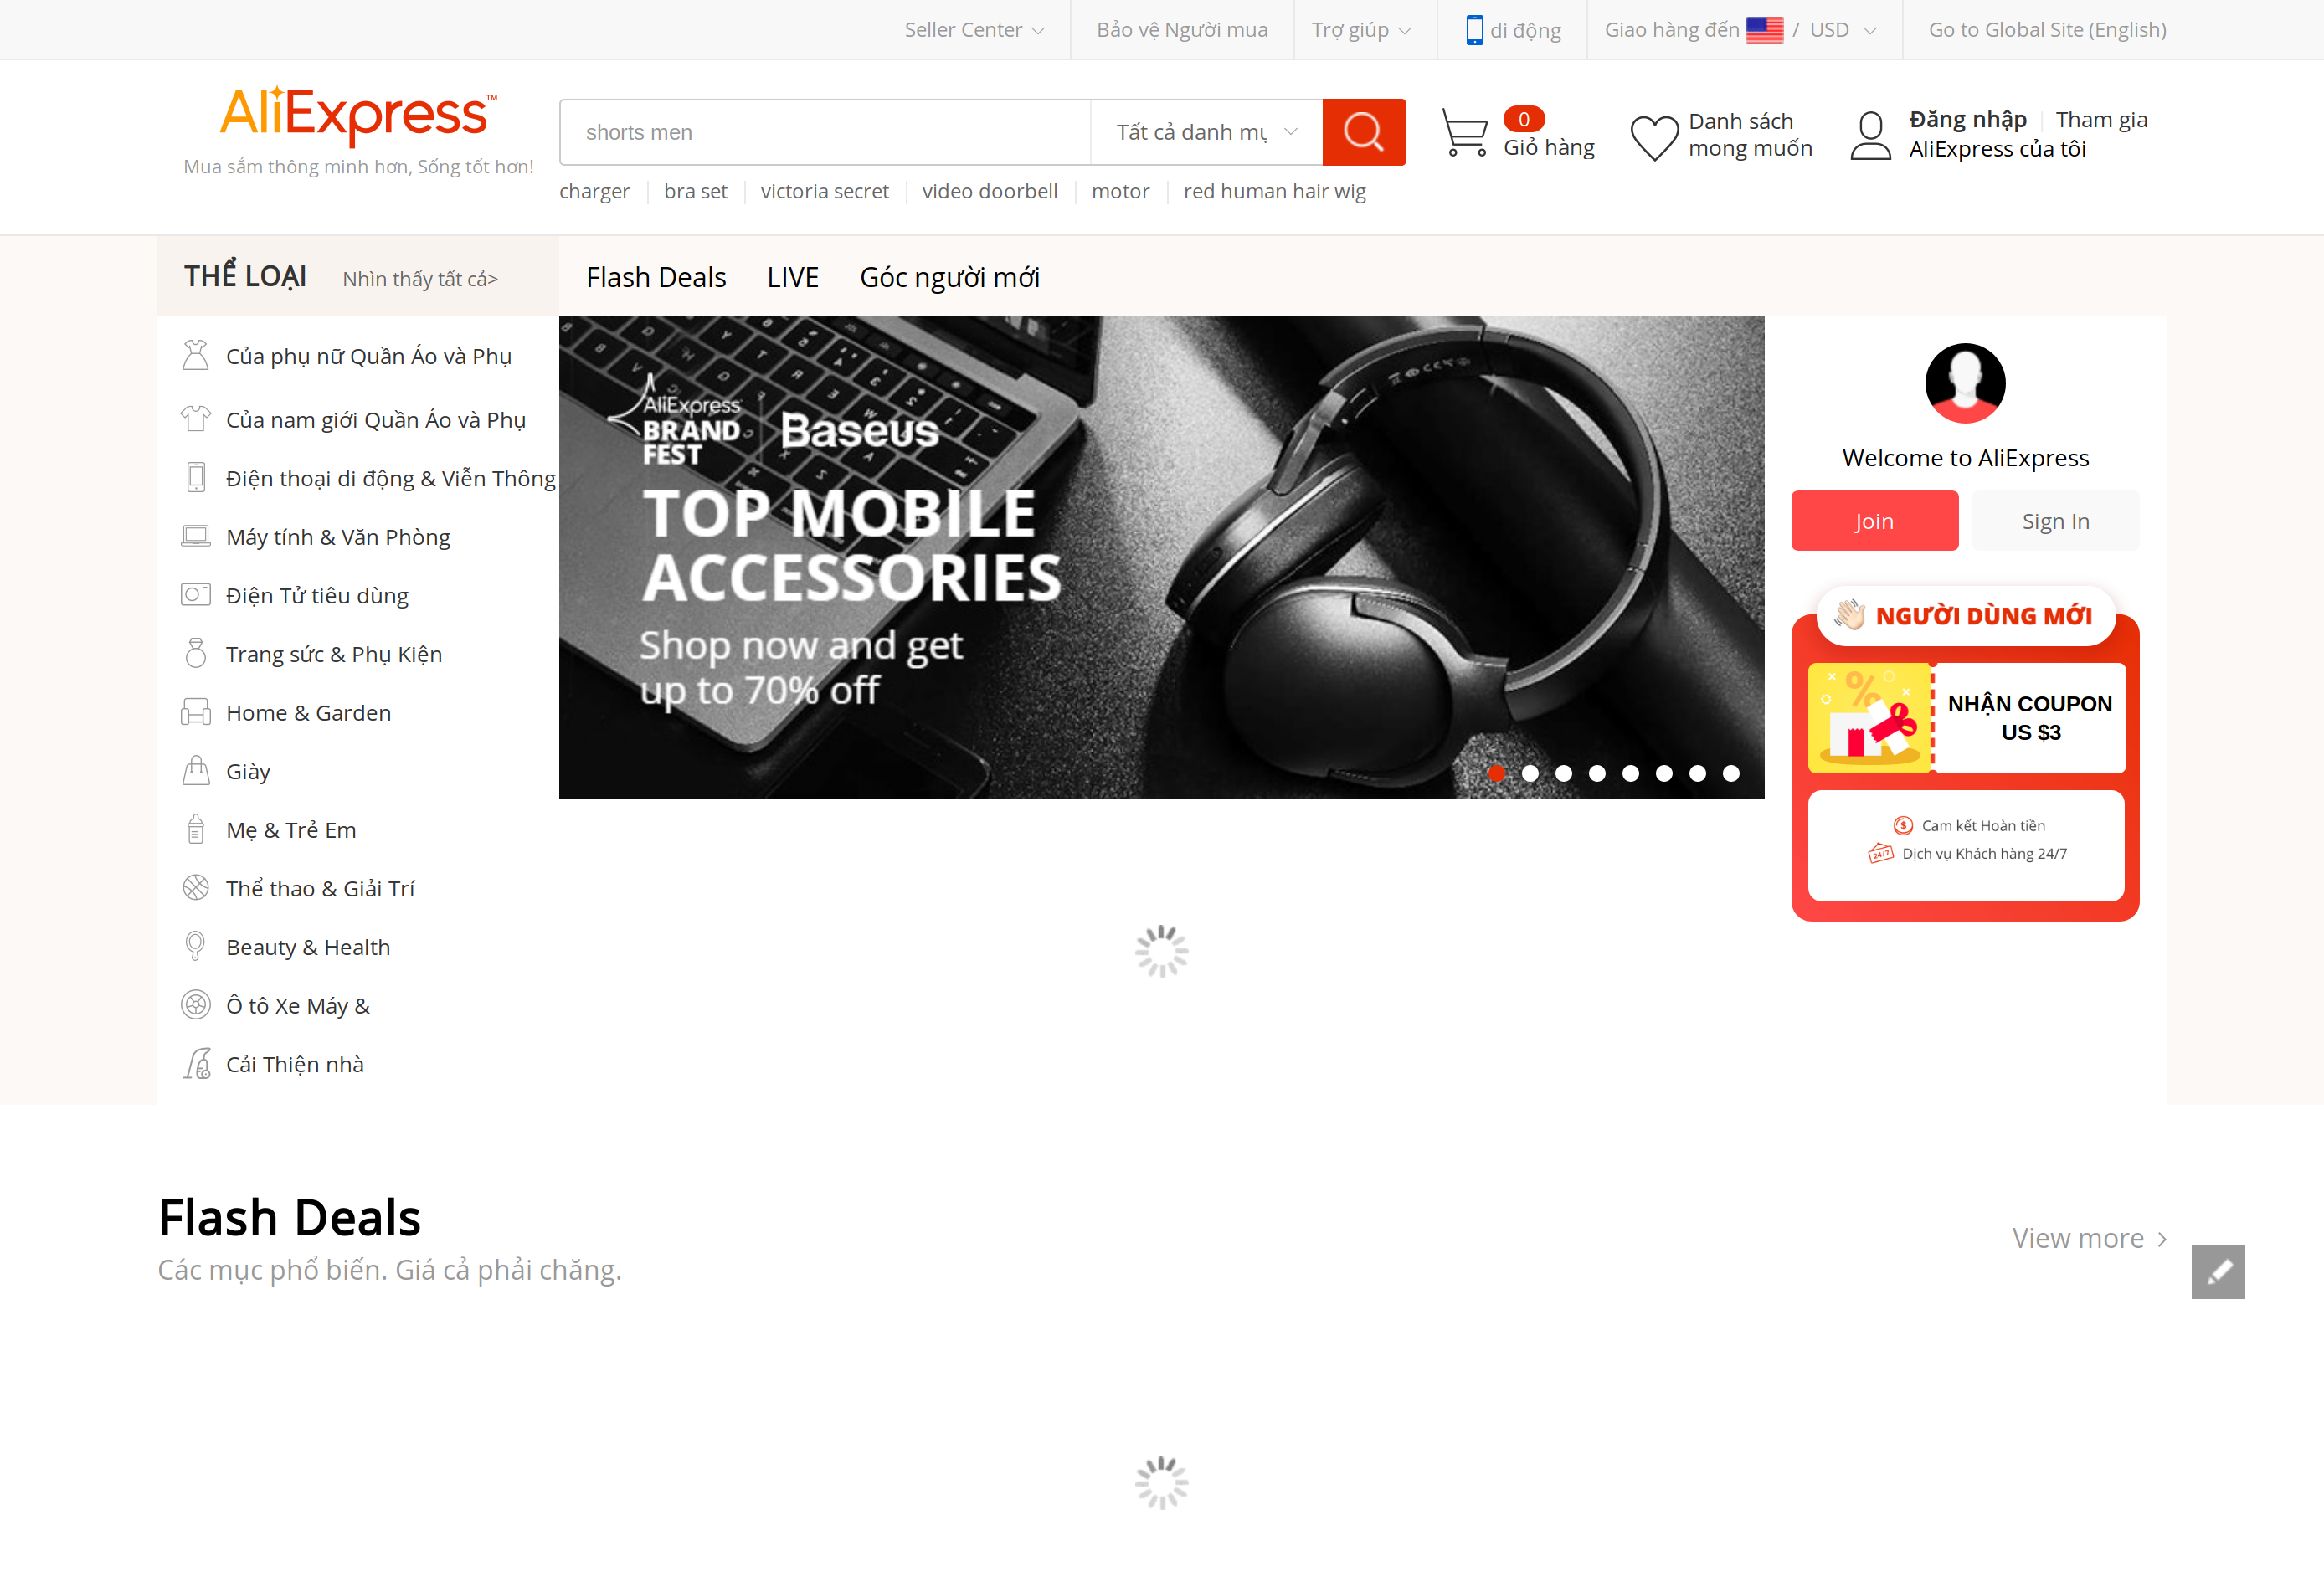 Seller Center
Bảo vệ Người mua
Trợ giúp
di động
Giao hàng đến / USD
Go to Global Site (English)
AliExpress™
Mua sắm thông minh hơn, Sống tốt hơn!
shorts men
Tất cả danh mụ
0
Giỏ hàng
Danh sách
mong muốn
Đăng nhập
Tham gia
AliExpress của tôi
charger
bra set
victoria secret
video doorbell
motor
red human hair wig
THỂ LOẠI
Nhìn thấy tất cả>
Flash Deals
LIVE
Góc người mới
Của phụ nữ Quần Áo và Phụ
Của nam giới Quần Áo và Phụ
Điện thoại di động & Viễn Thông
Máy tính & Văn Phòng
Điện Tử tiêu dùng
Trang sức & Phụ Kiện
Home & Garden
Giày
Mẹ & Trẻ Em
Thể thao & Giải Trí
Beauty & Health
Ô tô Xe Máy &
Cải Thiện nhà
AliExpress
BRAND
FEST
Baseus
TOP MOBILE
ACCESSORIES
Shop now and get
up to 70% off
Welcome to AliExpress
Join
Sign In
NGƯỜI DÙNG MỚI
%
NHẬN COUPON
US $3
$
Cam kết Hoàn tiền
24/7
Dịch vụ Khách hàng 24/7
Flash Deals
Các mục phổ biến. Giá cả phải chăng.
View more